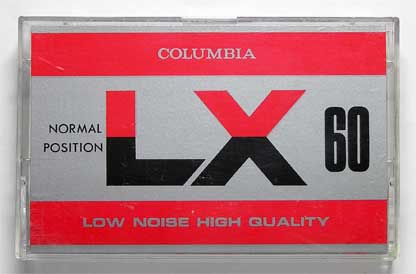 COLUMBIA
NORMAL
POSITION
LX
60
LOW NOISE HIGH QUALITY